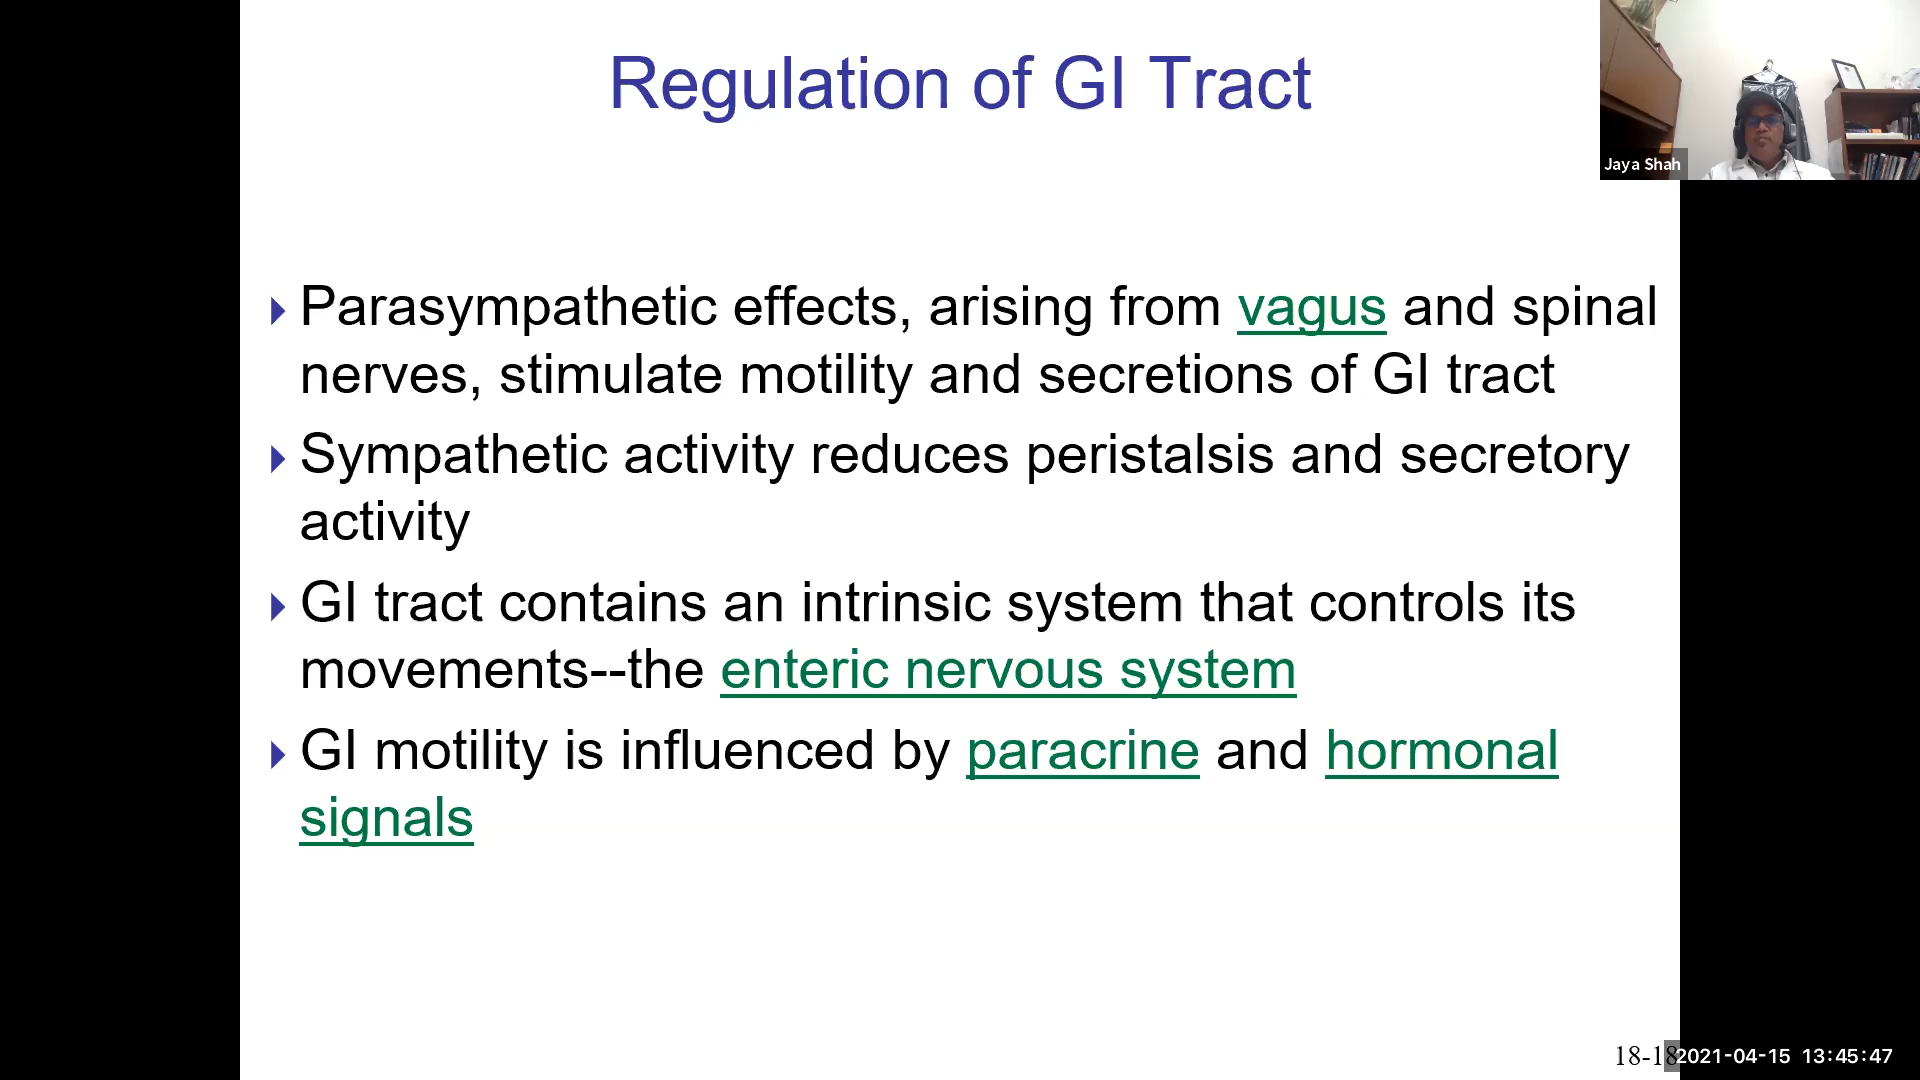 Regulation of GI Tract
Jaya Shah
Parasympathetic effects, arising from vagus and spinal
nerves, stimulate motility and secretions of GI tract
Sympathetic activity reduces peristalsis and secretory
activity
GI tract contains an intrinsic system that controls its
movements--the enteric nervous system
GI motility is influenced by paracrine and hormonal
signals
18-18
2021-04-15 13:45:47